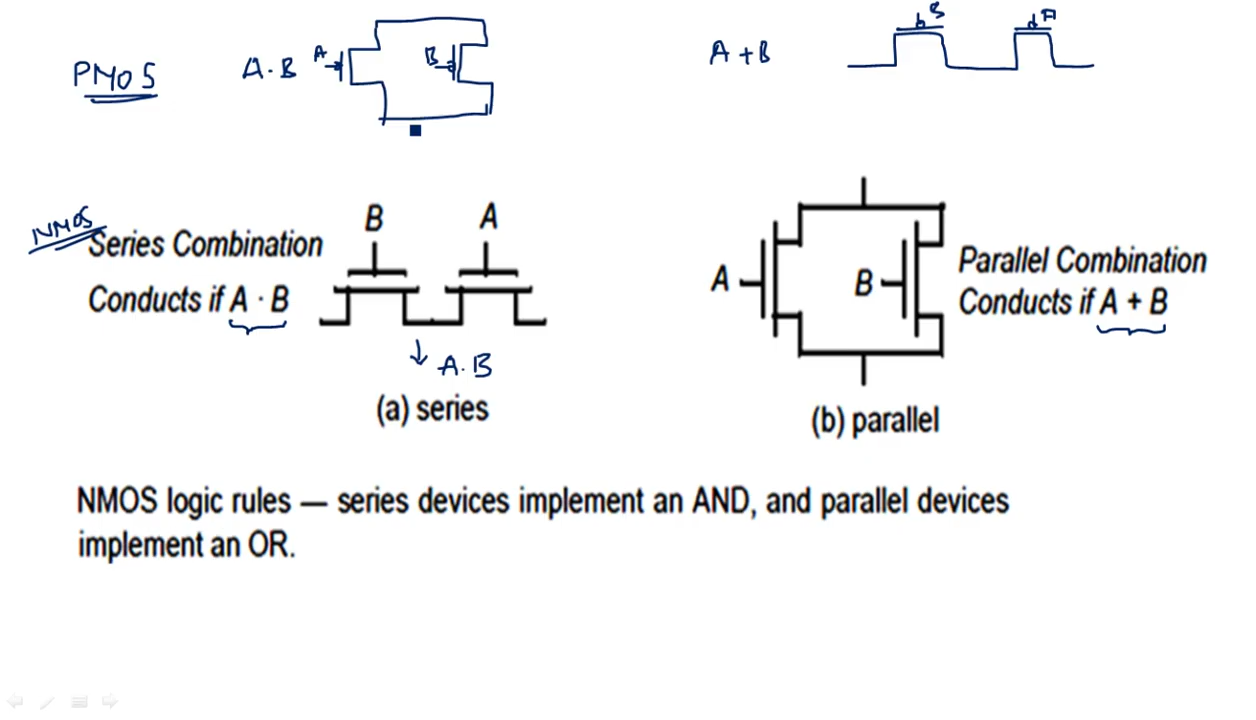 PMOS
A·B
A
B
A+B
B
A
NMOS
Series Combination
Conducts if A · B
B
A
A.B
(a) series
A
B
Parallel Combination
Conducts if A + B
(b) parallel
NMOS logic rules — series devices implement an AND, and parallel devices
implement an OR.